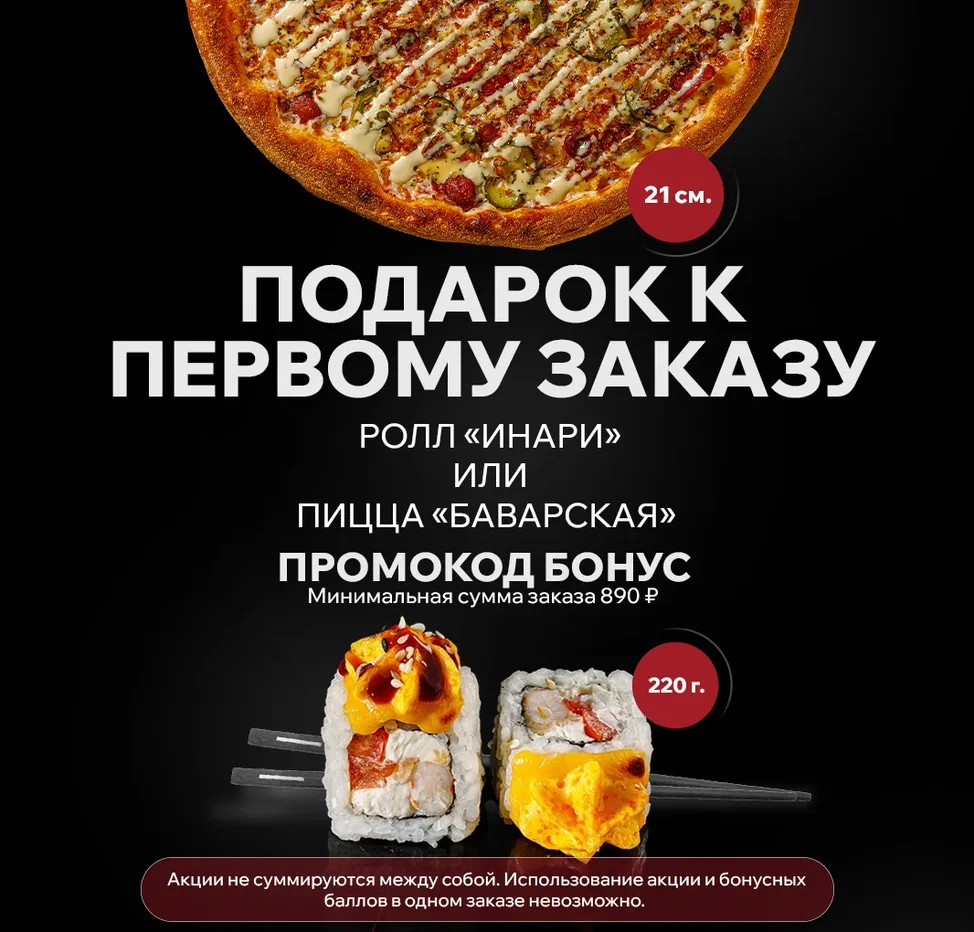 21 см.
ПОДАРОК К
ПЕРВОМУ ЗАКАЗУ
РОЛЛ «ИНАРИ»
ИЛИ
ПИЦЦА «БАВАРСКАЯ»
ПРОМОКОД БОНУС
Минимальная сумма заказа 890 ₽
220 г.
Акции не суммируются между собой. Использование акции и бонусных
баллов в одном заказе невозможно.